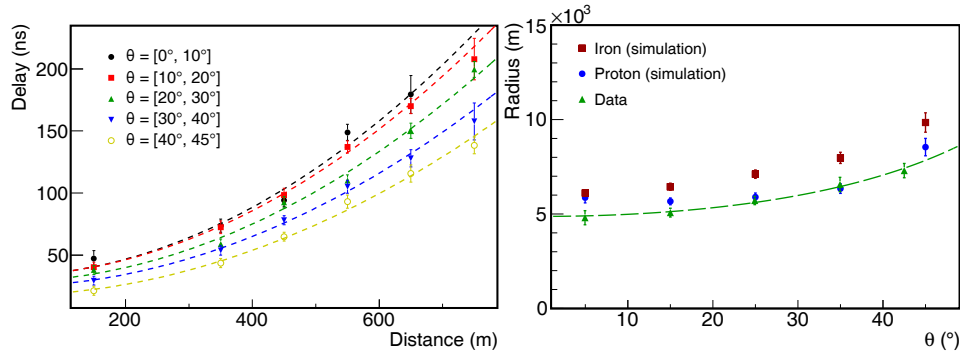 Delay (ns)
200
150
100
50
θ = [0°, 10°]
θ = [10°, 20°]
θ = [20°, 30°]
θ = [30°, 40°]
θ = [40°, 45°]
200
400
600
Distance (m)
×10³
Radius (m)
15
10
5
0
Iron (simulation)
Proton (simulation)
Data
10
20
30
40
θ (°)